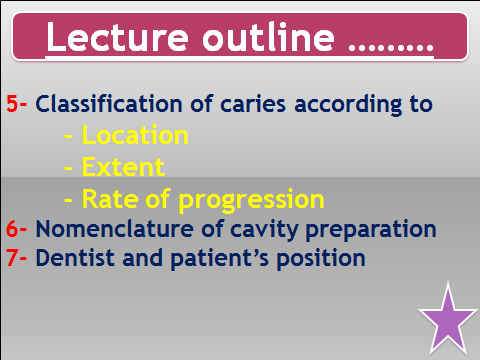 Lecture outline .........
5- Classification of caries according to
- Location
- Extent
- Rate of progression
6- Nomenclature of cavity preparation
7- Dentist and patient’s position